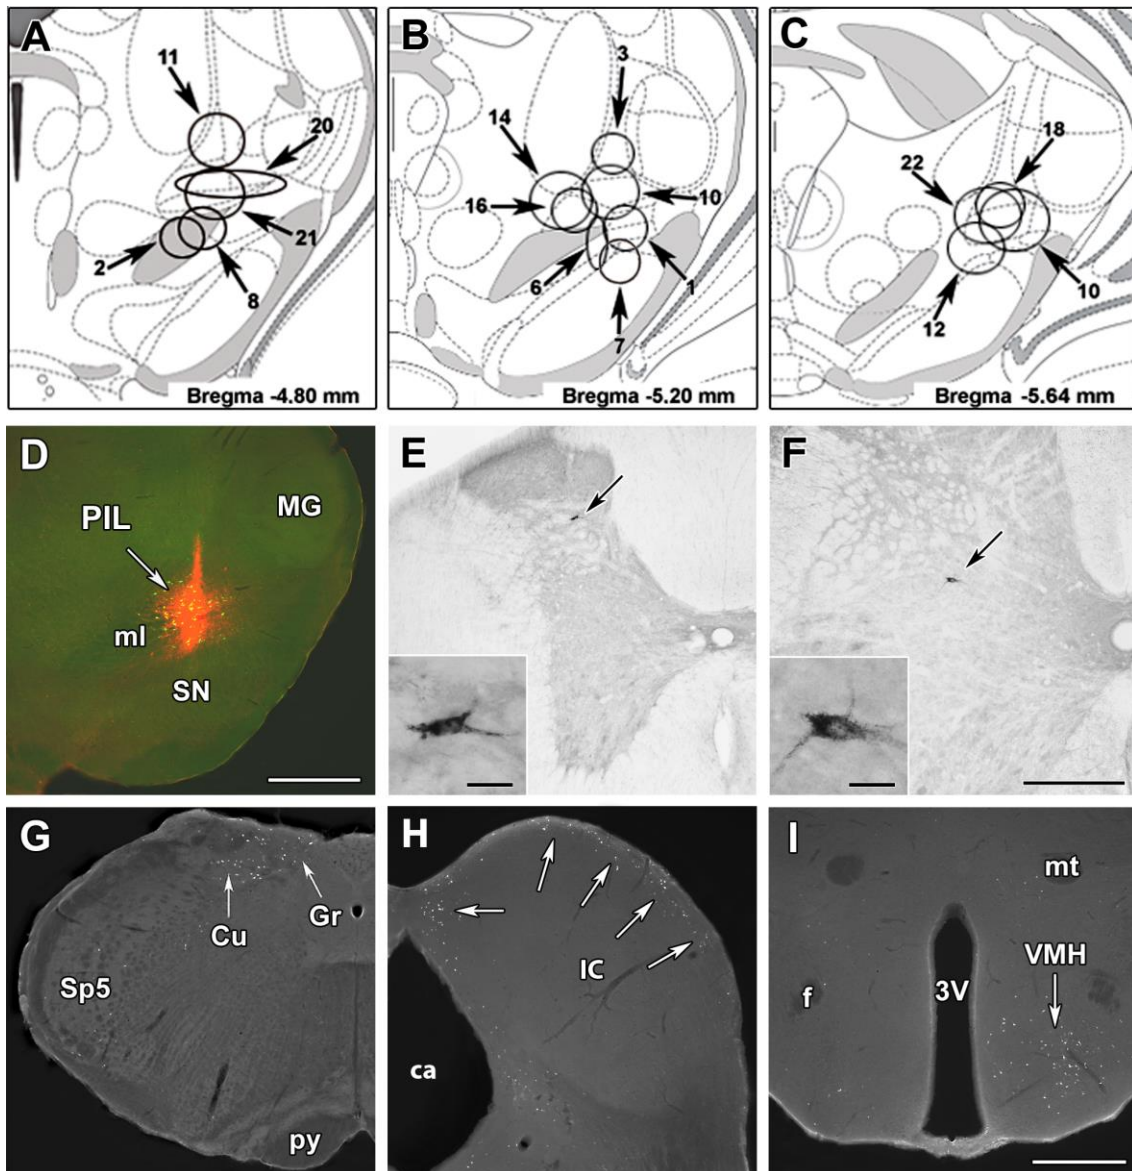 A
11
20
2
8
21
Bregma -4.80 mm
B
3
14
16
10
6
1
7
Bregma -5.20 mm
C
18
22
12
10
Bregma -5.64 mm
D
PIL
MG
ml
SN
E
F
G
Cu
Gr
Sp5
py
H
IC
ca
I
mt
VMH
f
3V